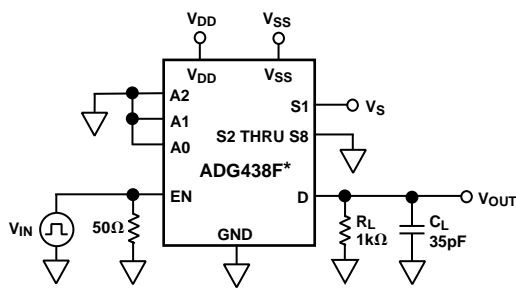 VDD VSS
VDD VSS
A2
A1
A0
S1 VS
S2 THRU S8
ADG438F*
EN D VOUT
VIN
50Ω
GND
RL
1kΩ
CL
35pF